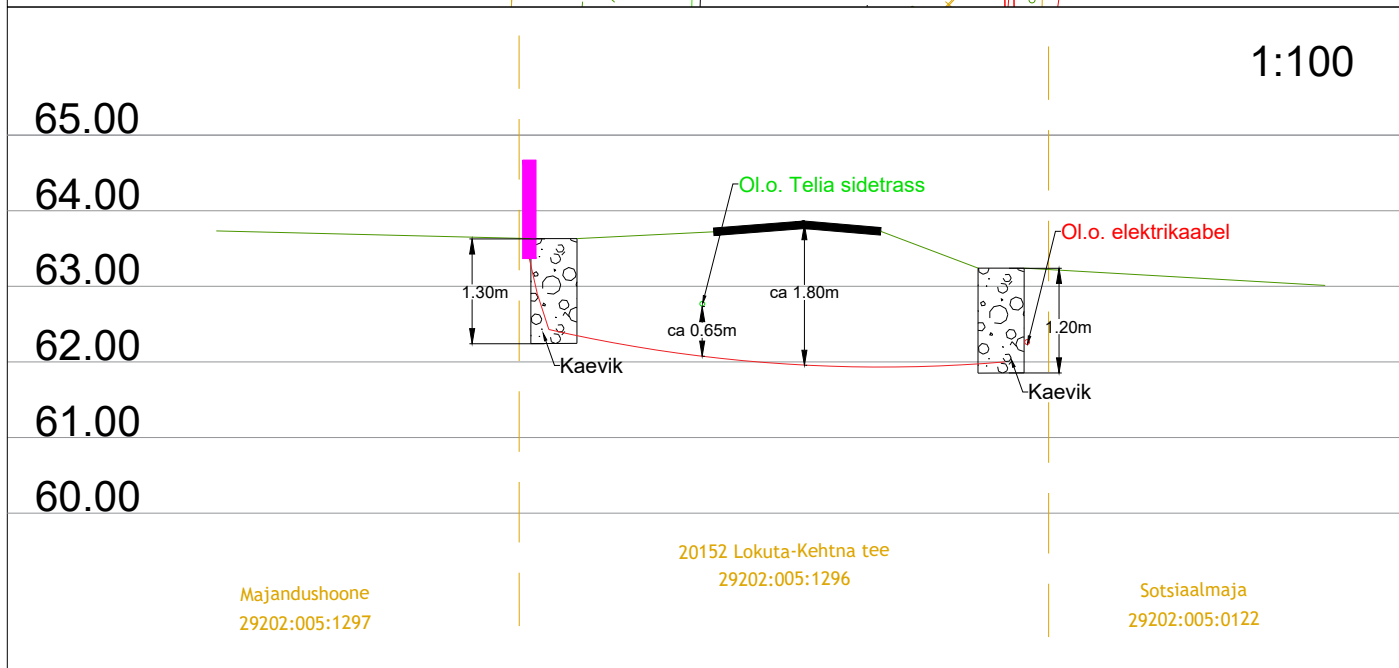 1:100
65.00
64.00
63.00
62.00
61.00
60.00
Ol.o. Telia sidetrass
Ol.o. elektrikaabel
1.30m
ca 0.65m
ca 1.80m
1.20m
Kaevik
Kaevik
20152 Lokuta-Kehtna tee
29202:005:1296
Majandushoone
29202:005:1297
Sotsiaalmaja
29202:005:0122